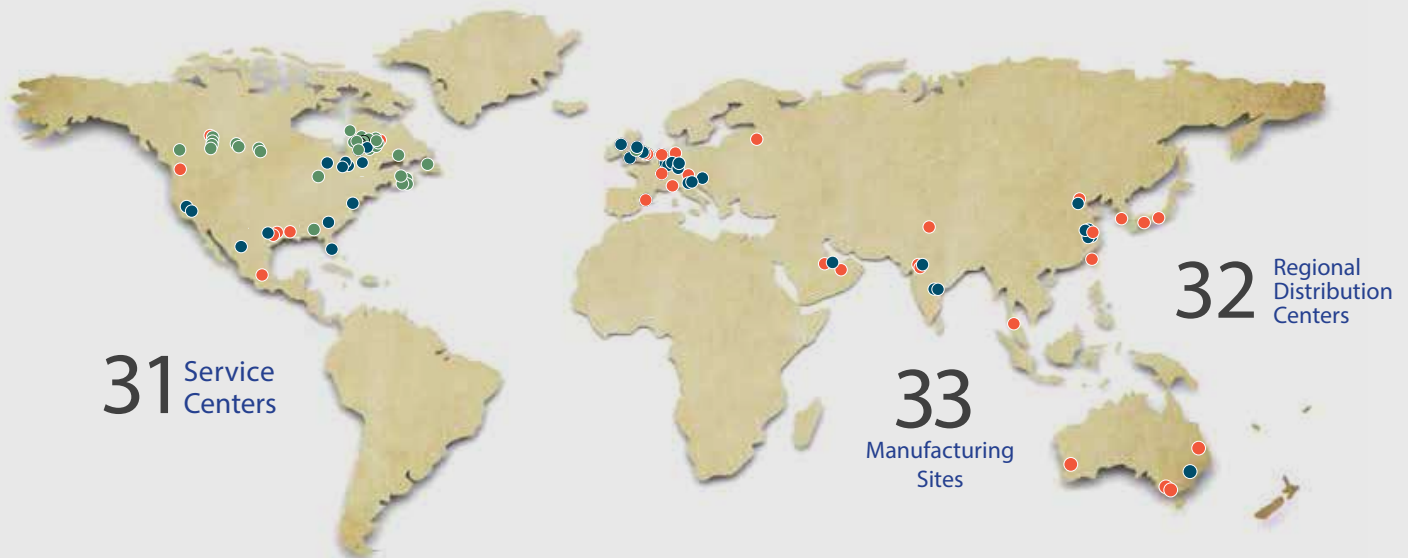 32
Regional
Distribution
Centers
31
Service
Centers
33
Manufacturing
Sites